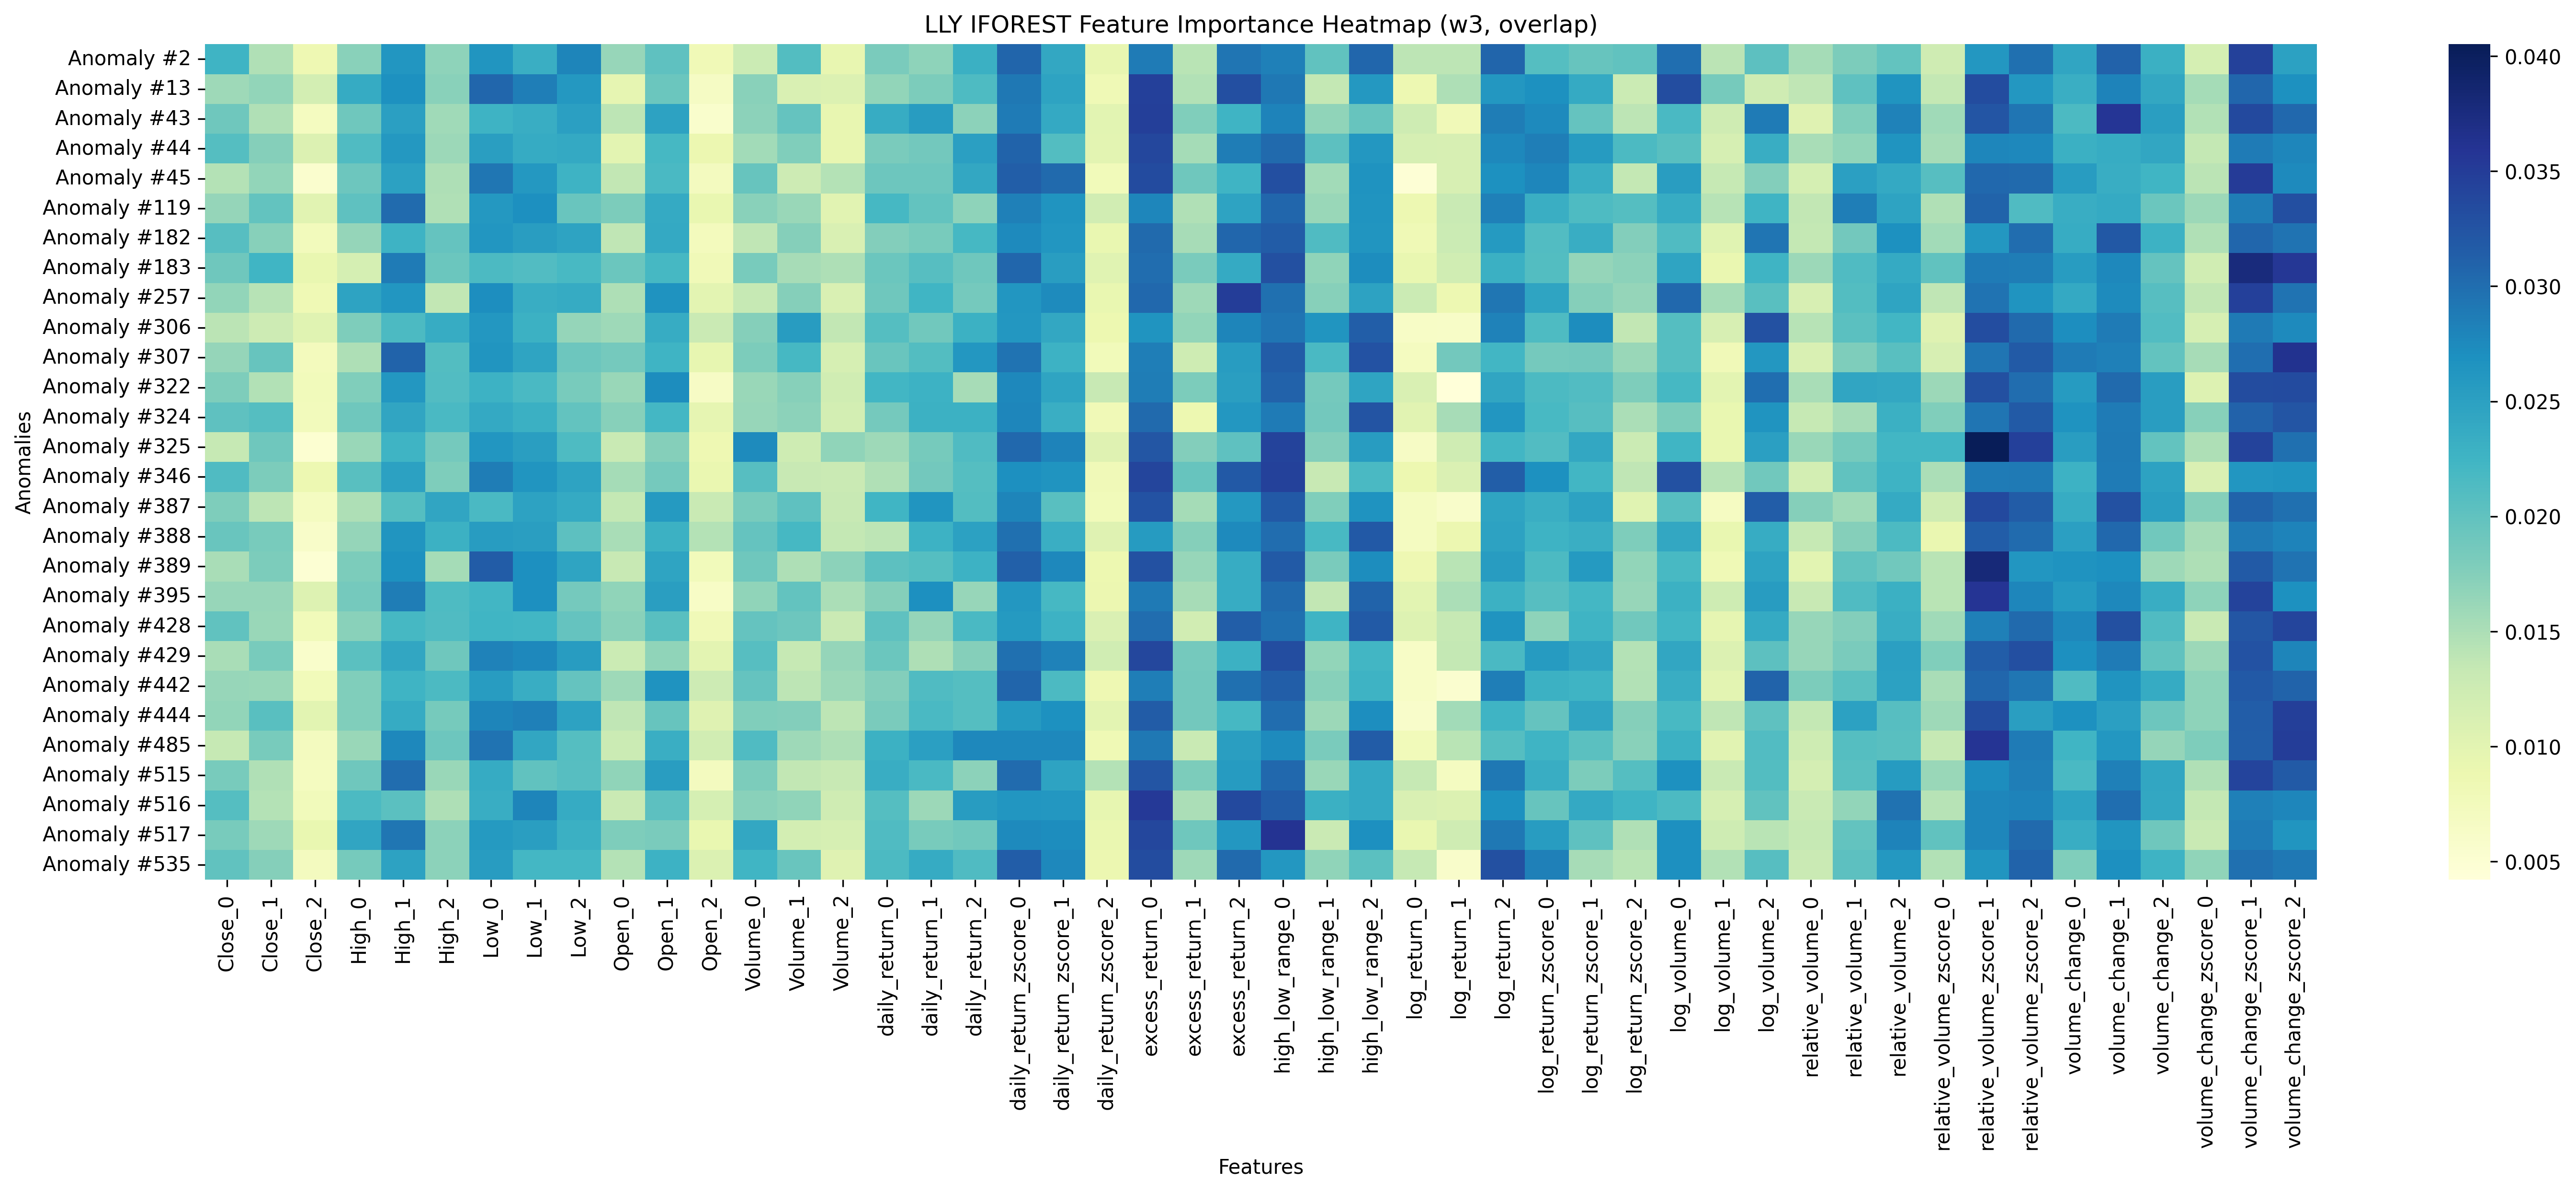 LLY IFOREST Feature Importance Heatmap (w3, overlap)
Anomalies
Anomaly #2
Anomaly #13
Anomaly #43
Anomaly #44
Anomaly #45
Anomaly #119
Anomaly #182
Anomaly #183
Anomaly #257
Anomaly #306
Anomaly #307
Anomaly #322
Anomaly #324
Anomaly #325
Anomaly #346
Anomaly #387
Anomaly #388
Anomaly #389
Anomaly #395
Anomaly #428
Anomaly #429
Anomaly #442
Anomaly #444
Anomaly #485
Anomaly #515
Anomaly #516
Anomaly #517
Anomaly #535
Close_0
Close_1
Close_2
High_0
High_1
High_2
Low_0
Low_1
Low_2
Open_0
Open_1
Open_2
Volume_0
Volume_1
Volume_2
daily_return_0
daily_return_1
daily_return_2
daily_return_zscore_0
daily_return_zscore_1
daily_return_zscore_2
excess_return_0
excess_return_1
excess_return_2
high_low_range_0
high_low_range_1
high_low_range_2
log_return_0
log_return_1
log_return_2
log_return_zscore_0
log_return_zscore_1
log_return_zscore_2
log_volume_0
log_volume_1
log_volume_2
relative_volume_0
relative_volume_1
relative_volume_2
relative_volume_zscore_0
relative_volume_zscore_1
relative_volume_zscore_2
volume_change_0
volume_change_1
volume_change_2
volume_change_zscore_0
volume_change_zscore_1
volume_change_zscore_2
Features
0.040
0.035
0.030
0.025
0.020
0.015
0.010
0.005